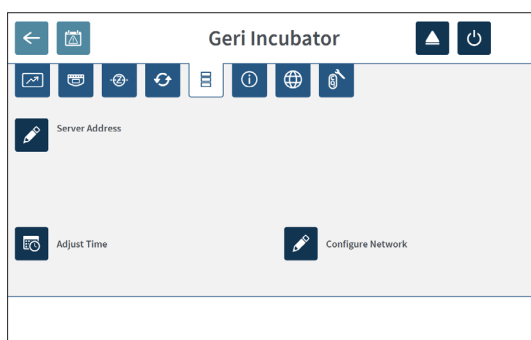 Geri Incubator
Server Address
Adjust Time
Configure Network